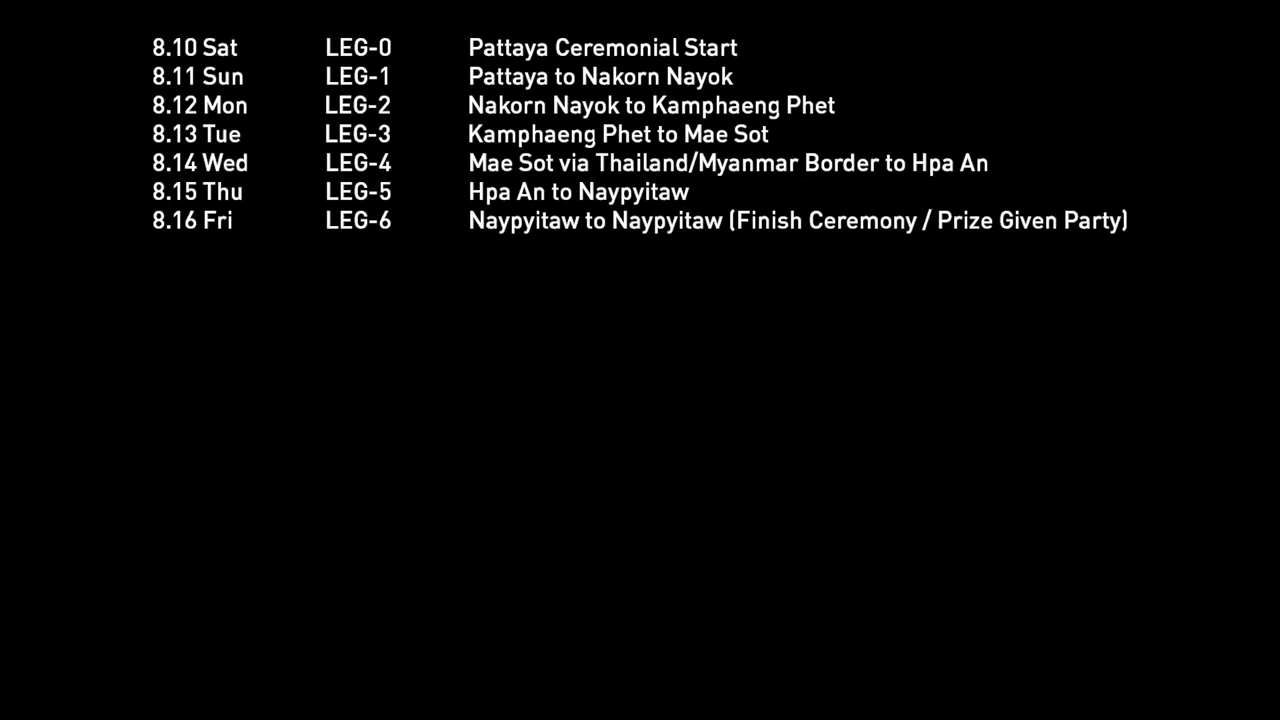 8.10 Sat LEG-0 Pattaya Ceremonial Start
8.11 Sun LEG-1 Pattaya to Nakorn Nayok
8.12 Mon LEG-2 Nakorn Nayok to Kamphaeng Phet
8.13 Tue LEG-3 Kamphaeng Phet to Mae Sot
8.14 Wed LEG-4 Mae Sot via Thailand/Myanmar Border to Hpa An
8.15 Thu LEG-5 Hpa An to Naypyitaw
8.16 Fri LEG-6 Naypyitaw to Naypyitaw (Finish Ceremony / Prize Given Party)